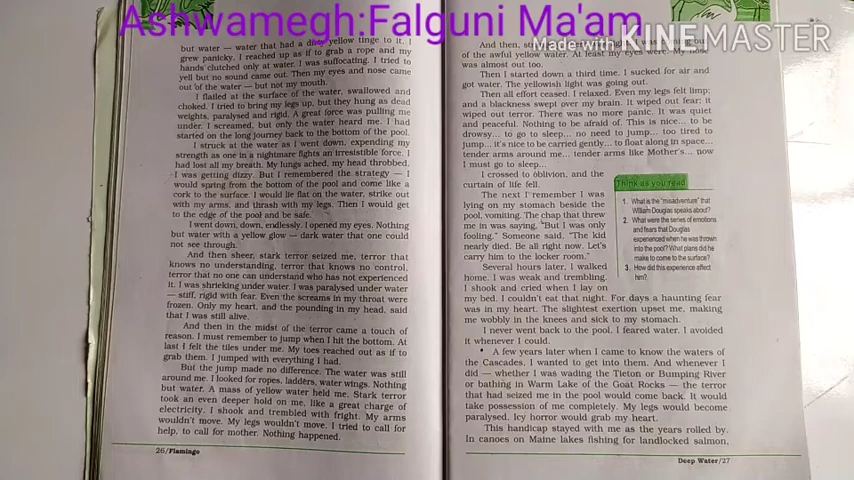 Ashwamegh:Falguni Ma'am
Made with KINEMASTER
but water — water that had a dirty yellow tinge to it. I
grew panicky. I reached up as if to grab a rope and my
hands clutched only at water. I was suffocating. I tried to
yell but no sound came out. Then my eyes and nose came
out of the water — but not my mouth.
I flailed at the surface of the water, swallowed and
choked. I tried to bring my legs up, but they hung as dead
weights, paralysed and rigid. A great force was pulling me
under. I screamed, but only the water heard me. I had
started on the long journey back to the bottom of the pool.
I struck at the water as I went down, expending my
strength as one in a nightmare fights an irresistible force. I
had lost all my breath. My lungs ached, my head throbbed.
I was getting dizzy. But I remembered the strategy — I
would spring from the bottom of the pool and come like a
cork to the surface. I would lie flat on the water, strike out
with my arms, and thrash with my legs. Then I would get
to the edge of the pool and be safe.
I went down, down, endlessly. I opened my eyes. Nothing
but water with a yellow glow — dark water that one could
not see through.
And then sheer, stark terror seized me, terror that
knows no understanding, terror that knows no control,
terror that no one can understand who has not experienced
it. I was shrieking under water. I was paralysed under water
— stiff, rigid with fear. Even the screams in my throat were
frozen. Only my heart, and the pounding in my head, said
that I was still alive.
And then in the midst of the terror came a touch of
reason. I must remember to jump when I hit the bottom. At
last I felt the tiles under me. My toes reached out as if to
grab them. I jumped with everything I had.
But the jump made no difference. The water was still
around me. I looked for ropes, ladders, water wings. Nothing
but water. A mass of yellow water held me. Stark terror
took an even deeper hold on me, like a great charge of
electricity. I shook and trembled with fright. My arms
wouldn't move. My legs wouldn't move. I tried to call for
help, to call for mother. Nothing happened.
26/Flamingo
And then, was
of the awful yellow water. At least my eyes were. My nose
was almost out too.
Then I started down a third time. I sucked for air and
got water. The yellowish light was going out.
Then all effort ceased. I relaxed. Even my legs felt limp;
and a blackness swept over my brain. It wiped out fear; it
wiped out terror. There was no more panic. It was quiet
and peaceful. Nothing to be afraid of. This is nice... to be
drowsy... to go to sleep... no need to jump... too tired to
jump... it's nice to be carried gently... to float along in space...
tender arms around me... tender arms like Mother's... now
I must go to sleep...
I crossed to oblivion, and the
curtain of life fell.
The next I remember I was
lying on my stomach beside the
pool, vomiting. The chap that threw
me in was saying, "But I was only
fooling." Someone said, "The kid
nearly died. Be all right now. Let's
carry him to the locker room."
Several hours later, I walked
home. I was weak and trembling.
I shook and cried when I lay on
my bed. I couldn't eat that night. For days a haunting fear
was in my heart. The slightest exertion upset me, making
me wobbly in the knees and sick to my stomach.
I never went back to the pool. I feared water. I avoided
it whenever I could.
Think as you read
1. What is the "misadventure" that
William Douglas speaks about?
2. What were the series of emotions
and fears that Douglas
experienced when he was thrown
into the pool? What plans did he
make to come to the surface?
3. How did this experience affect
him?
A few years later when I came to know the waters of
the Cascades, I wanted to get into them. And whenever I
did — whether I was wading the Tieton or Bumping River
or bathing in Warm Lake of the Goat Rocks — the terror
that had seized me in the pool would come back. It would
take possession of me completely. My legs would become
paralysed. Icy horror would grab my heart.
This handicap stayed with me as the years rolled by.
In canoes on Maine lakes fishing for landlocked salmon,
Deep Water/27